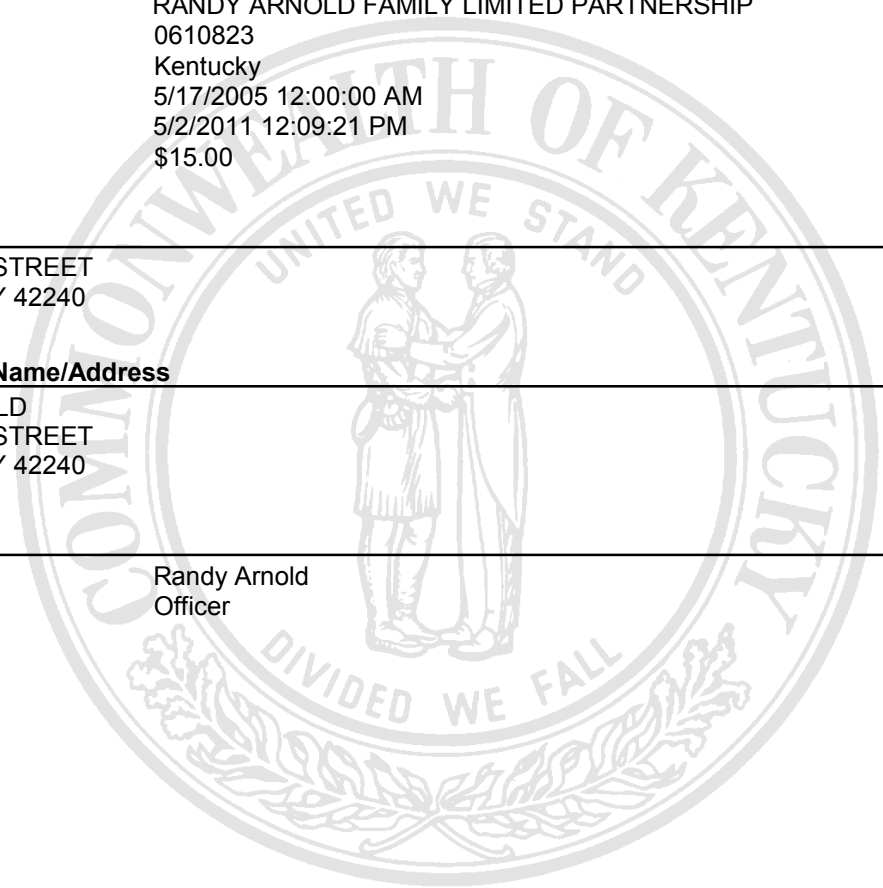 RANDY ARNOLD FAMILY LIMITED PARTNERSHIP
0610823
Kentucky
5/17/2005 12:00:00 AM
5/2/2011 12:09:21 PM
$15.00
STREET
Y 42240
Name/Address
LD
STREET
Y 42240
Randy Arnold
Officer
COMMONWEALTH OF KENTUCKY
UNITED WE STAND
DIVIDED WE FALL